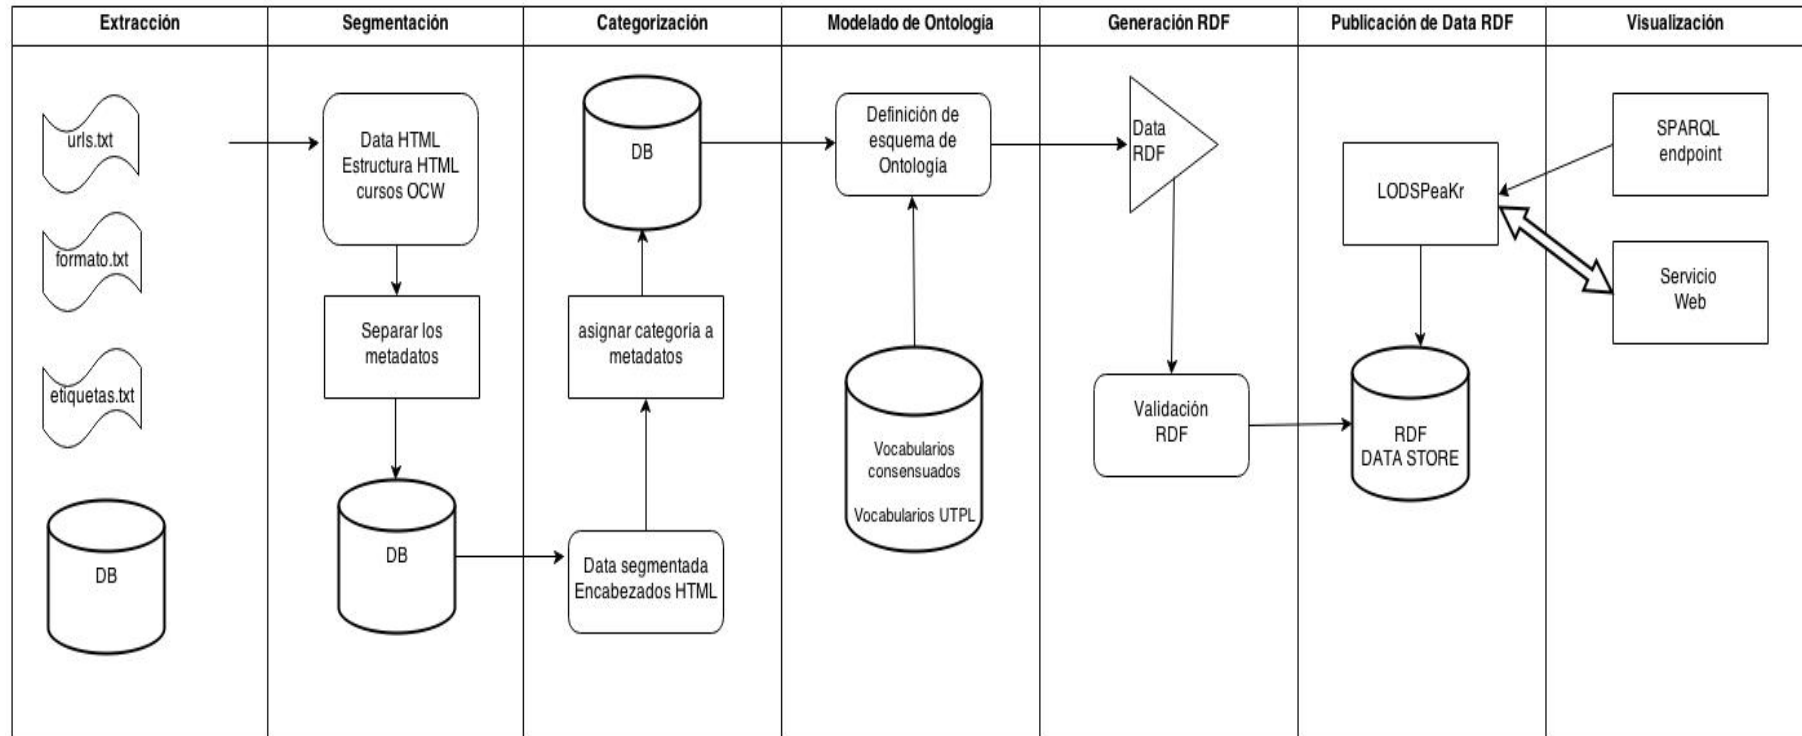 Extracción
Segmentación
Categorización
Modelado de Ontología
Generación RDF
Publicación de Data RDF
Visualización
urls.txt
formato.txt
etiquetas.txt
DB
Data HTML
Estructura HTML
cursos OCW
Separar los
metadatos
DB
DB
asignar categoria a
metadatos
Data segmentada
Encabezados HTML
Definición de
esquema de
Ontología
Vocabularios
consensuados
Vocabularios UTPL
Data
RDF
Validación
RDF
LODSPeaKr
RDF
DATA STORE
SPARQL
endpoint
Servicio
Web